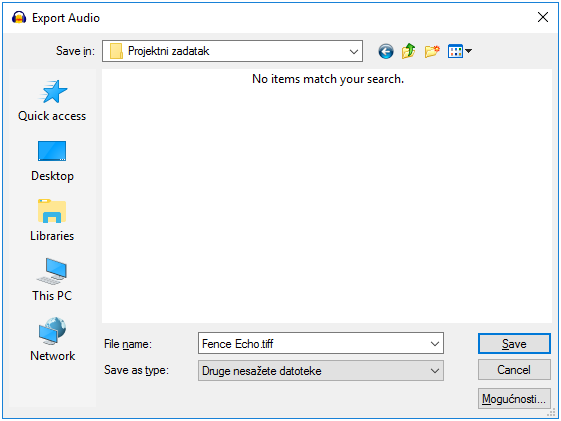 Export Audio
Save in:
Projektni zadatak
No items match your search.
Quick access
Desktop
Libraries
This PC
Network
File name:
Fence Echo.tiff
Save
Save as type:
Druge nesažete datoteke
Cancel
Mogućnosti...